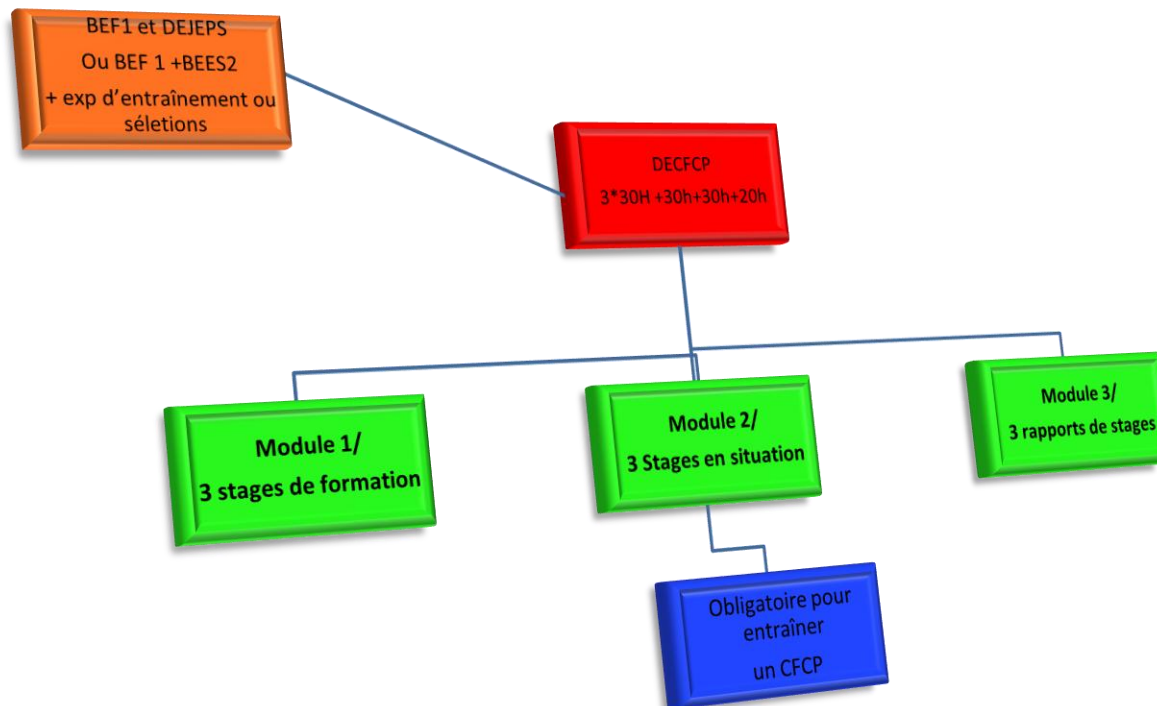 BEF1 et DEJEPS
Ou BEF 1 +BEES2
+ exp d'entraînement ou
séletions
DECFCP
3*30H +30h+30h+20h
Module 1/
3 stages de formation
Module 2/
3 Stages en situation
Module 3/
3 rapports de stages
Obligatoire pour
entraîner
un CFCP